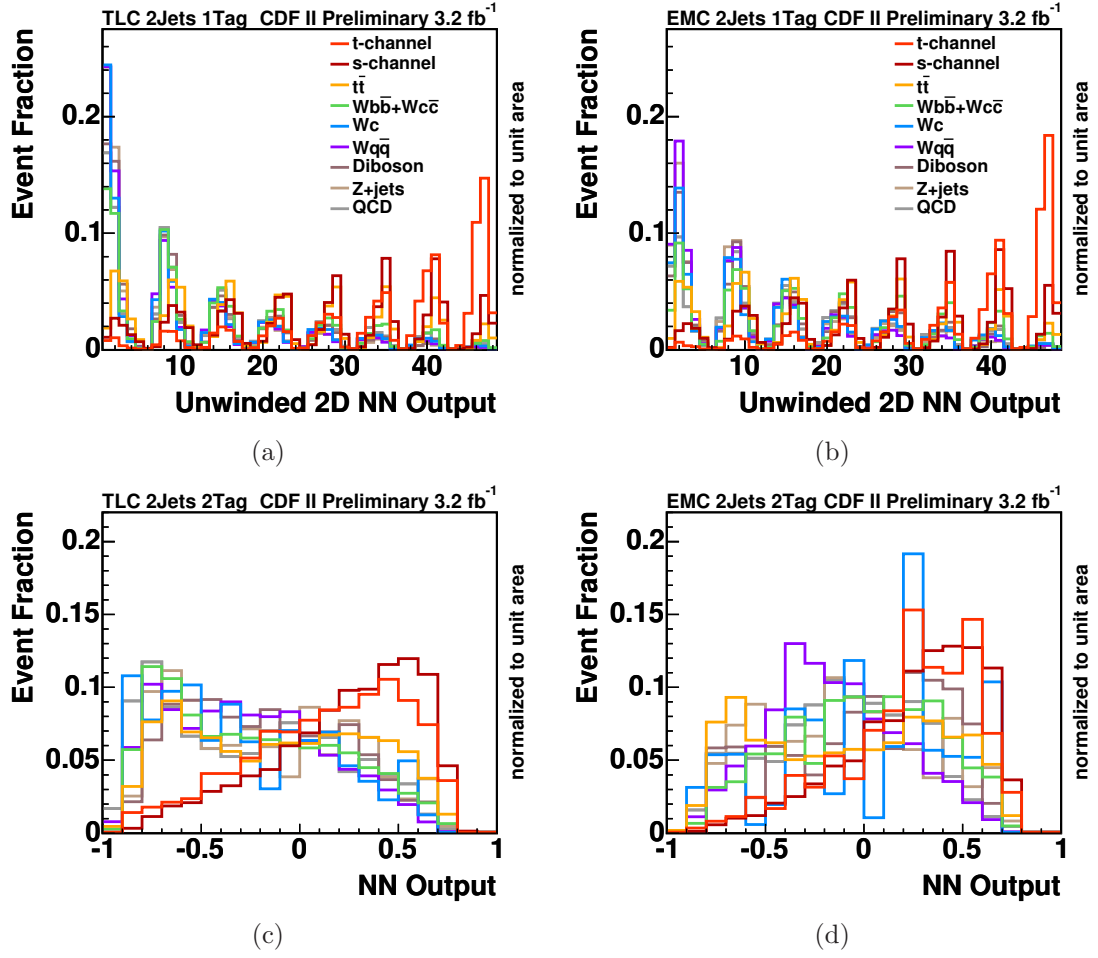 TLC 2Jets 1Tag CDF II Preliminary 3.2 fb⁻¹
Event Fraction
normalized to unit area
0.2
0.1
0
t-channel
s-channel
tt̅
Wbb̅+Wcc̅
Wc
Wqq̅
Diboson
Z+jets
QCD
10 20 30 40
Unwinded 2D NN Output
(a)
EMC 2Jets 1Tag CDF II Preliminary 3.2 fb⁻¹
Event Fraction
normalized to unit area
0.2
0.1
0
t-channel
s-channel
tt̅
Wbb̅+Wcc̅
Wc
Wqq̅
Diboson
Z+jets
QCD
10 20 30 40
Unwinded 2D NN Output
(b)
TLC 2Jets 2Tag CDF II Preliminary 3.2 fb⁻¹
Event Fraction
normalized to unit area
0.2
0.15
0.1
0.05
0
-1 -0.5 0 0.5 1
NN Output
(c)
EMC 2Jets 2Tag CDF II Preliminary 3.2 fb⁻¹
Event Fraction
normalized to unit area
0.2
0.15
0.1
0.05
0
-1 -0.5 0 0.5 1
NN Output
(d)